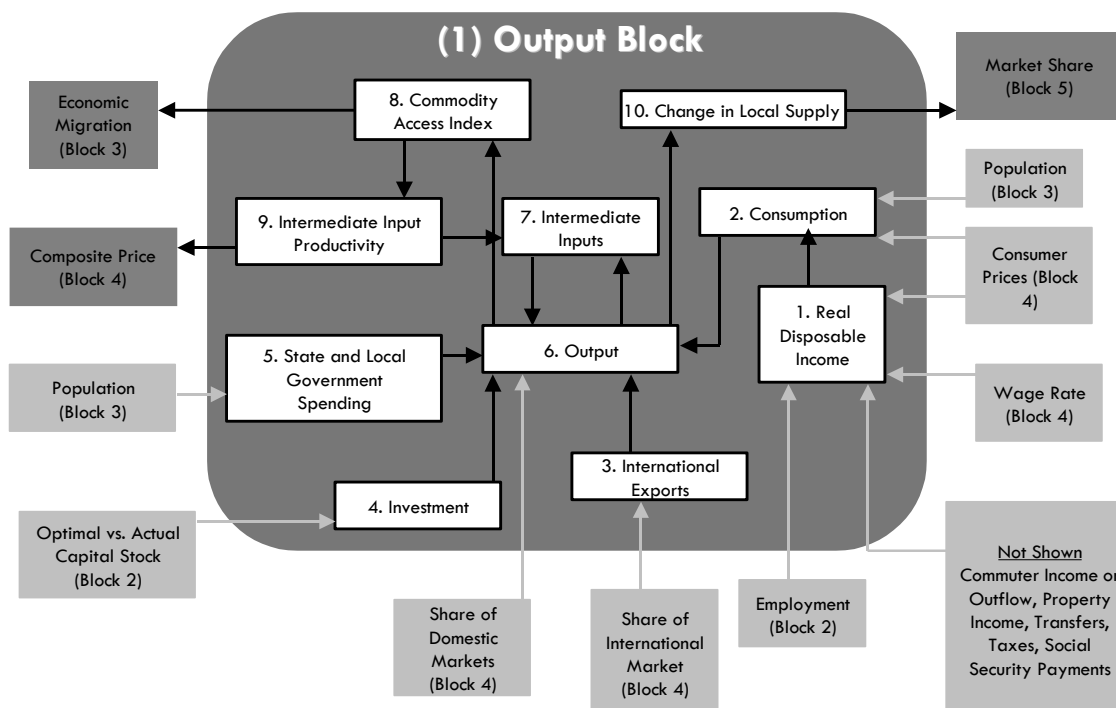 (1) Output Block
Economic
Migration
(Block 3)
8. Commodity
Access Index
10. Change in Local Supply
Market Share
(Block 5)
Population
(Block 3)
9. Intermediate Input
Productivity
7. Intermediate
Inputs
2. Consumption
Composite Price
(Block 4)
Consumer
Prices (Block
4)
1. Real
Disposable
Income
6. Output
5. State and Local
Government
Spending
Population
(Block 3)
Wage Rate
(Block 4)
3. International
Exports
4. Investment
Optimal vs. Actual
Capital Stock
(Block 2)
Share of
Domestic
Markets
(Block 4)
Share of
International
Market
(Block 4)
Employment
(Block 2)
Not Shown
Commuter Income or
Outflow, Property
Income, Transfers,
Taxes, Social
Security Payments